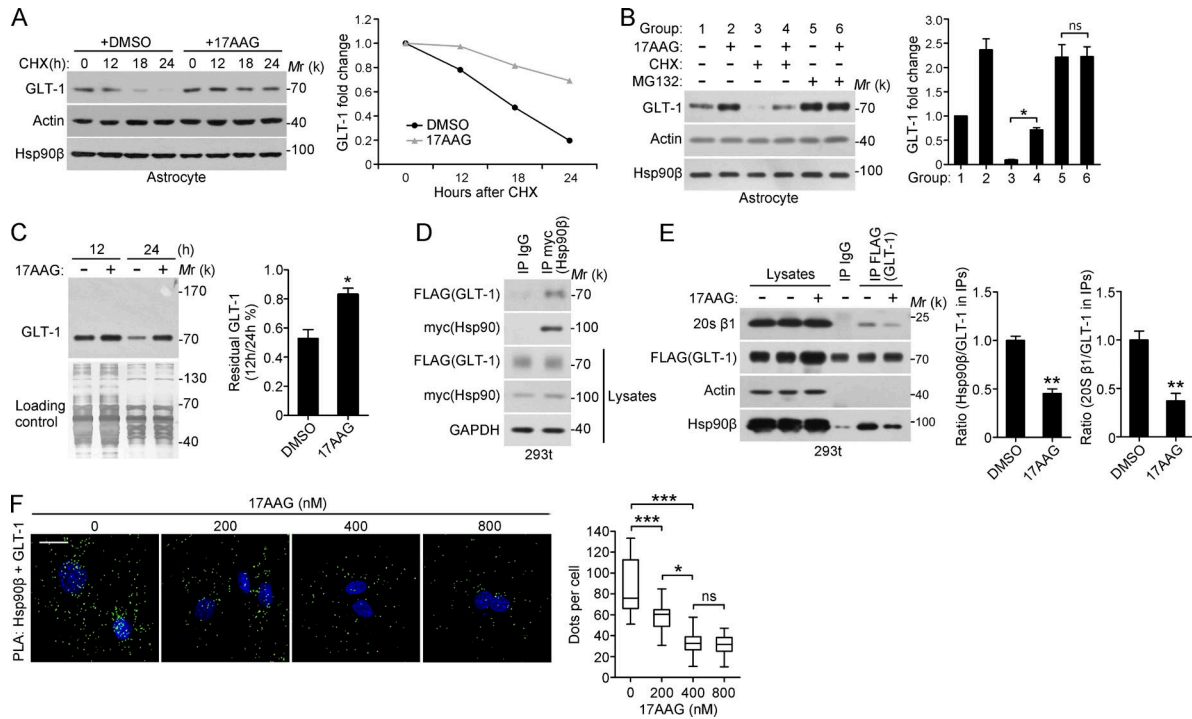 A
+DMSO +17AAG
CHX(h): 0 12 18 24 0 12 18 24 Mr (k)
GLT-1 -70
Actin -40
Hsp90β -100
Astrocyte
GLT-1 fold change
1.2
1.0
0.8
0.6
0.4
0.2
0
DMSO
17AAG
0 12 18 24
Hours after CHX
B
Group: 1 2 3 4 5 6
17AAG: - + - + - +
CHX: - - + + - -
MG132: - - - - + + Mr (k)
GLT-1 -70
Actin -40
Hsp90β -100
Astrocyte
GLT-1 fold change
3.0
2.5
2.0
1.5
1.0
0.5
0
* ns
Group: 1 2 3 4 5 6
C
12 24 (h)
17AAG: - + - + Mr (k)
-170
GLT-1 -70
-130
-70
Loading
control
-40
Residual GLT-1
(12h/24h %)
1.0
0.8
0.6
0.4
0.2
0
*
DMSO
17AAG
D
IP IgG
IP myc
(Hsp90β)
Mr (k)
FLAG(GLT-1) -70
myc(Hsp90) -100
FLAG(GLT-1) -70
myc(Hsp90) -100
GAPDH -40
Lysates
293t
E
Lysates
IP IgG
IP FLAG
(GLT-1)
17AAG: - - + - - + Mr (k)
20s β1 -25
FLAG(GLT-1) -70
Actin -40
Hsp90β -100
293t
Ratio (Hsp90β/GLT-1 in IPs)
1.5
1.0
0.5
0
**
DMSO
17AAG
Ratio (20S β1/GLT-1 in IPs)
1.5
1.0
0.5
0
**
DMSO
17AAG
F
17AAG (nM)
0 200 400 800
PLA: Hsp90β + GLT-1
Dots per cell
140
120
100
80
60
40
20
0
***
***
*
ns
0 200 400 800
17AAG (nM)